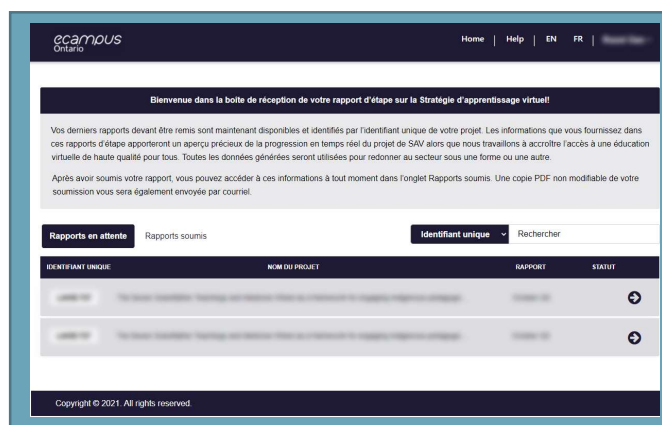 ecampus
Ontario
Home | Help | EN FR |
Bienvenue dans la boîte de réception de votre rapport d'étape sur la Stratégie d'apprentissage virtuel!
Vos derniers rapports devant être remis sont maintenant disponibles et identifiés par l'identifiant unique de votre projet. Les informations que vous fournissez dans
ces rapports d'étape apporteront un aperçu précieux de la progression en temps réel du projet de SAV alors que nous travaillons à accroître l'accès à une éducation
virtuelle de haute qualité pour tous. Toutes les données générées seront utilisées pour redonner au secteur sous une forme ou une autre.
Après avoir soumis votre rapport, vous pouvez accéder à ces informations à tout moment dans l'onglet Rapports soumis. Une copie PDF non modifiable de votre
soumission vous sera également envoyée par courriel.
Rapports en attente Rapports soumis Identifiant unique Rechercher
IDENTIFIANT UNIQUE NOM DU PROJET RAPPORT STATUT
Copyright © 2021. All rights reserved.